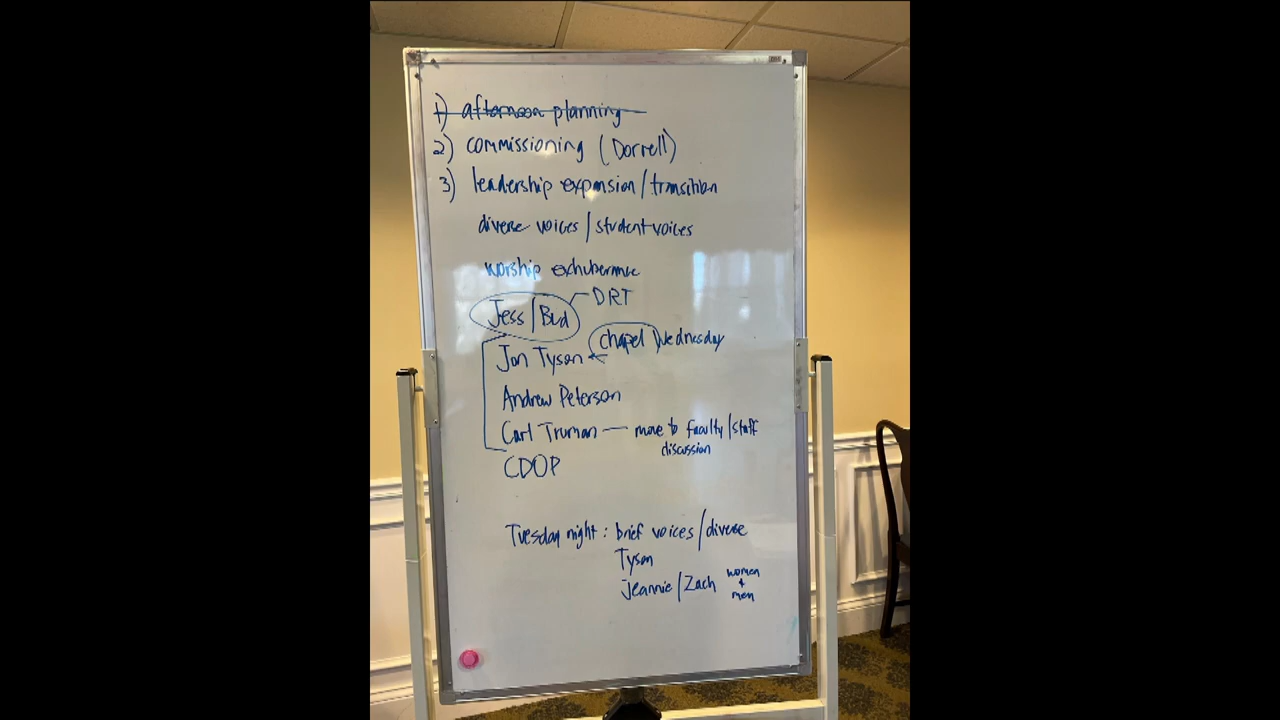 1) afternoon planning
2) commissioning (Dorrell)
3) leadership expansion/transition
diverse voices/student voices
worship exhuberance
Jess/Bud — DRT
Jon Tyson chapel Wednesday
Andrew Peterson
Carl Truman — move to faculty/staff
discussion
CDOP
Tuesday night: brief voices/diverse
Tyson
Jeannie/Zach women
+
men